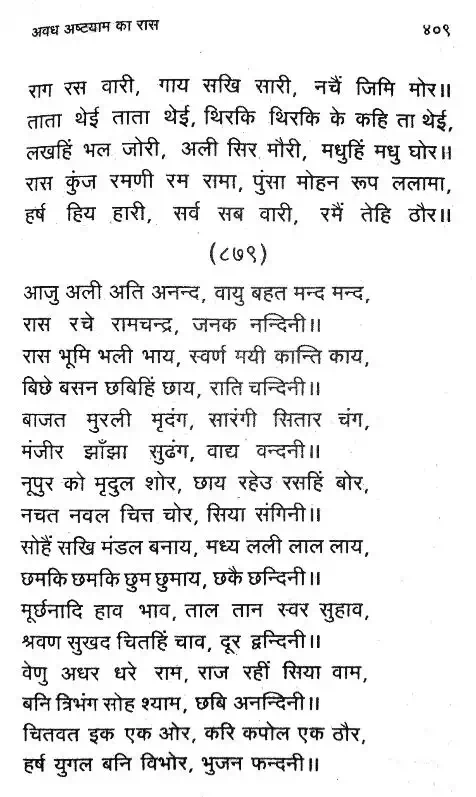 अवध अष्टयाम का रास ४०९
राग रस वारी, गाय सखि सारी, नचैं जिमि मोर॥
ताता थेई ताता थेई, थिरकि थिरकि के कहि ता थेई,
लखहिं भल जोरी, अली सिर मौरी, मधुहिं मधु घोर॥
रास कुंज रमणी रम रामा, पुंसा मोहन रूप ललामा,
हर्ष हिय हारी, सर्व सब वारी, रमैं तेहि ठौर॥
(८७९)
आजु अली अति अनन्द, वायु बहत मन्द मन्द,
रास रचे रामचन्द्र, जनक नन्दिनी॥
रास भूमि भली भाय, स्वर्ण मयी कान्ति काय,
बिछे बसन छबिहिं छाय, राति चन्दिनी॥
बाजत मुरली मृदंग, सारंगी सितार चंग,
मंजीर झाँझा सुढंग, वाद्य वन्दनी॥
नूपुर को मृदुल शोर, छाय रहेउ रसहिं बोर,
नचत नवल चित्त चोर, सिया संगिनी॥
सोहैं सखि मंडल बनाय, मध्य लली लाल लाय,
छमकि छमकि छुम छुमाय, छकै छन्दिनी॥
मूर्छनादि हाव भाव, ताल तान स्वर सुहाव,
श्रवण सुखद चितहिं चाव, दूर द्वन्दिनी॥
वेणु अधर धरे राम, राज रहीं सिया वाम,
बनि त्रिभंग सोह श्याम, छबि अनन्दिनी॥
चितवत इक एक ओर, करि कपोल एक ठौर,
हर्ष युगल बनि विभोर, भुजन फन्दनी॥